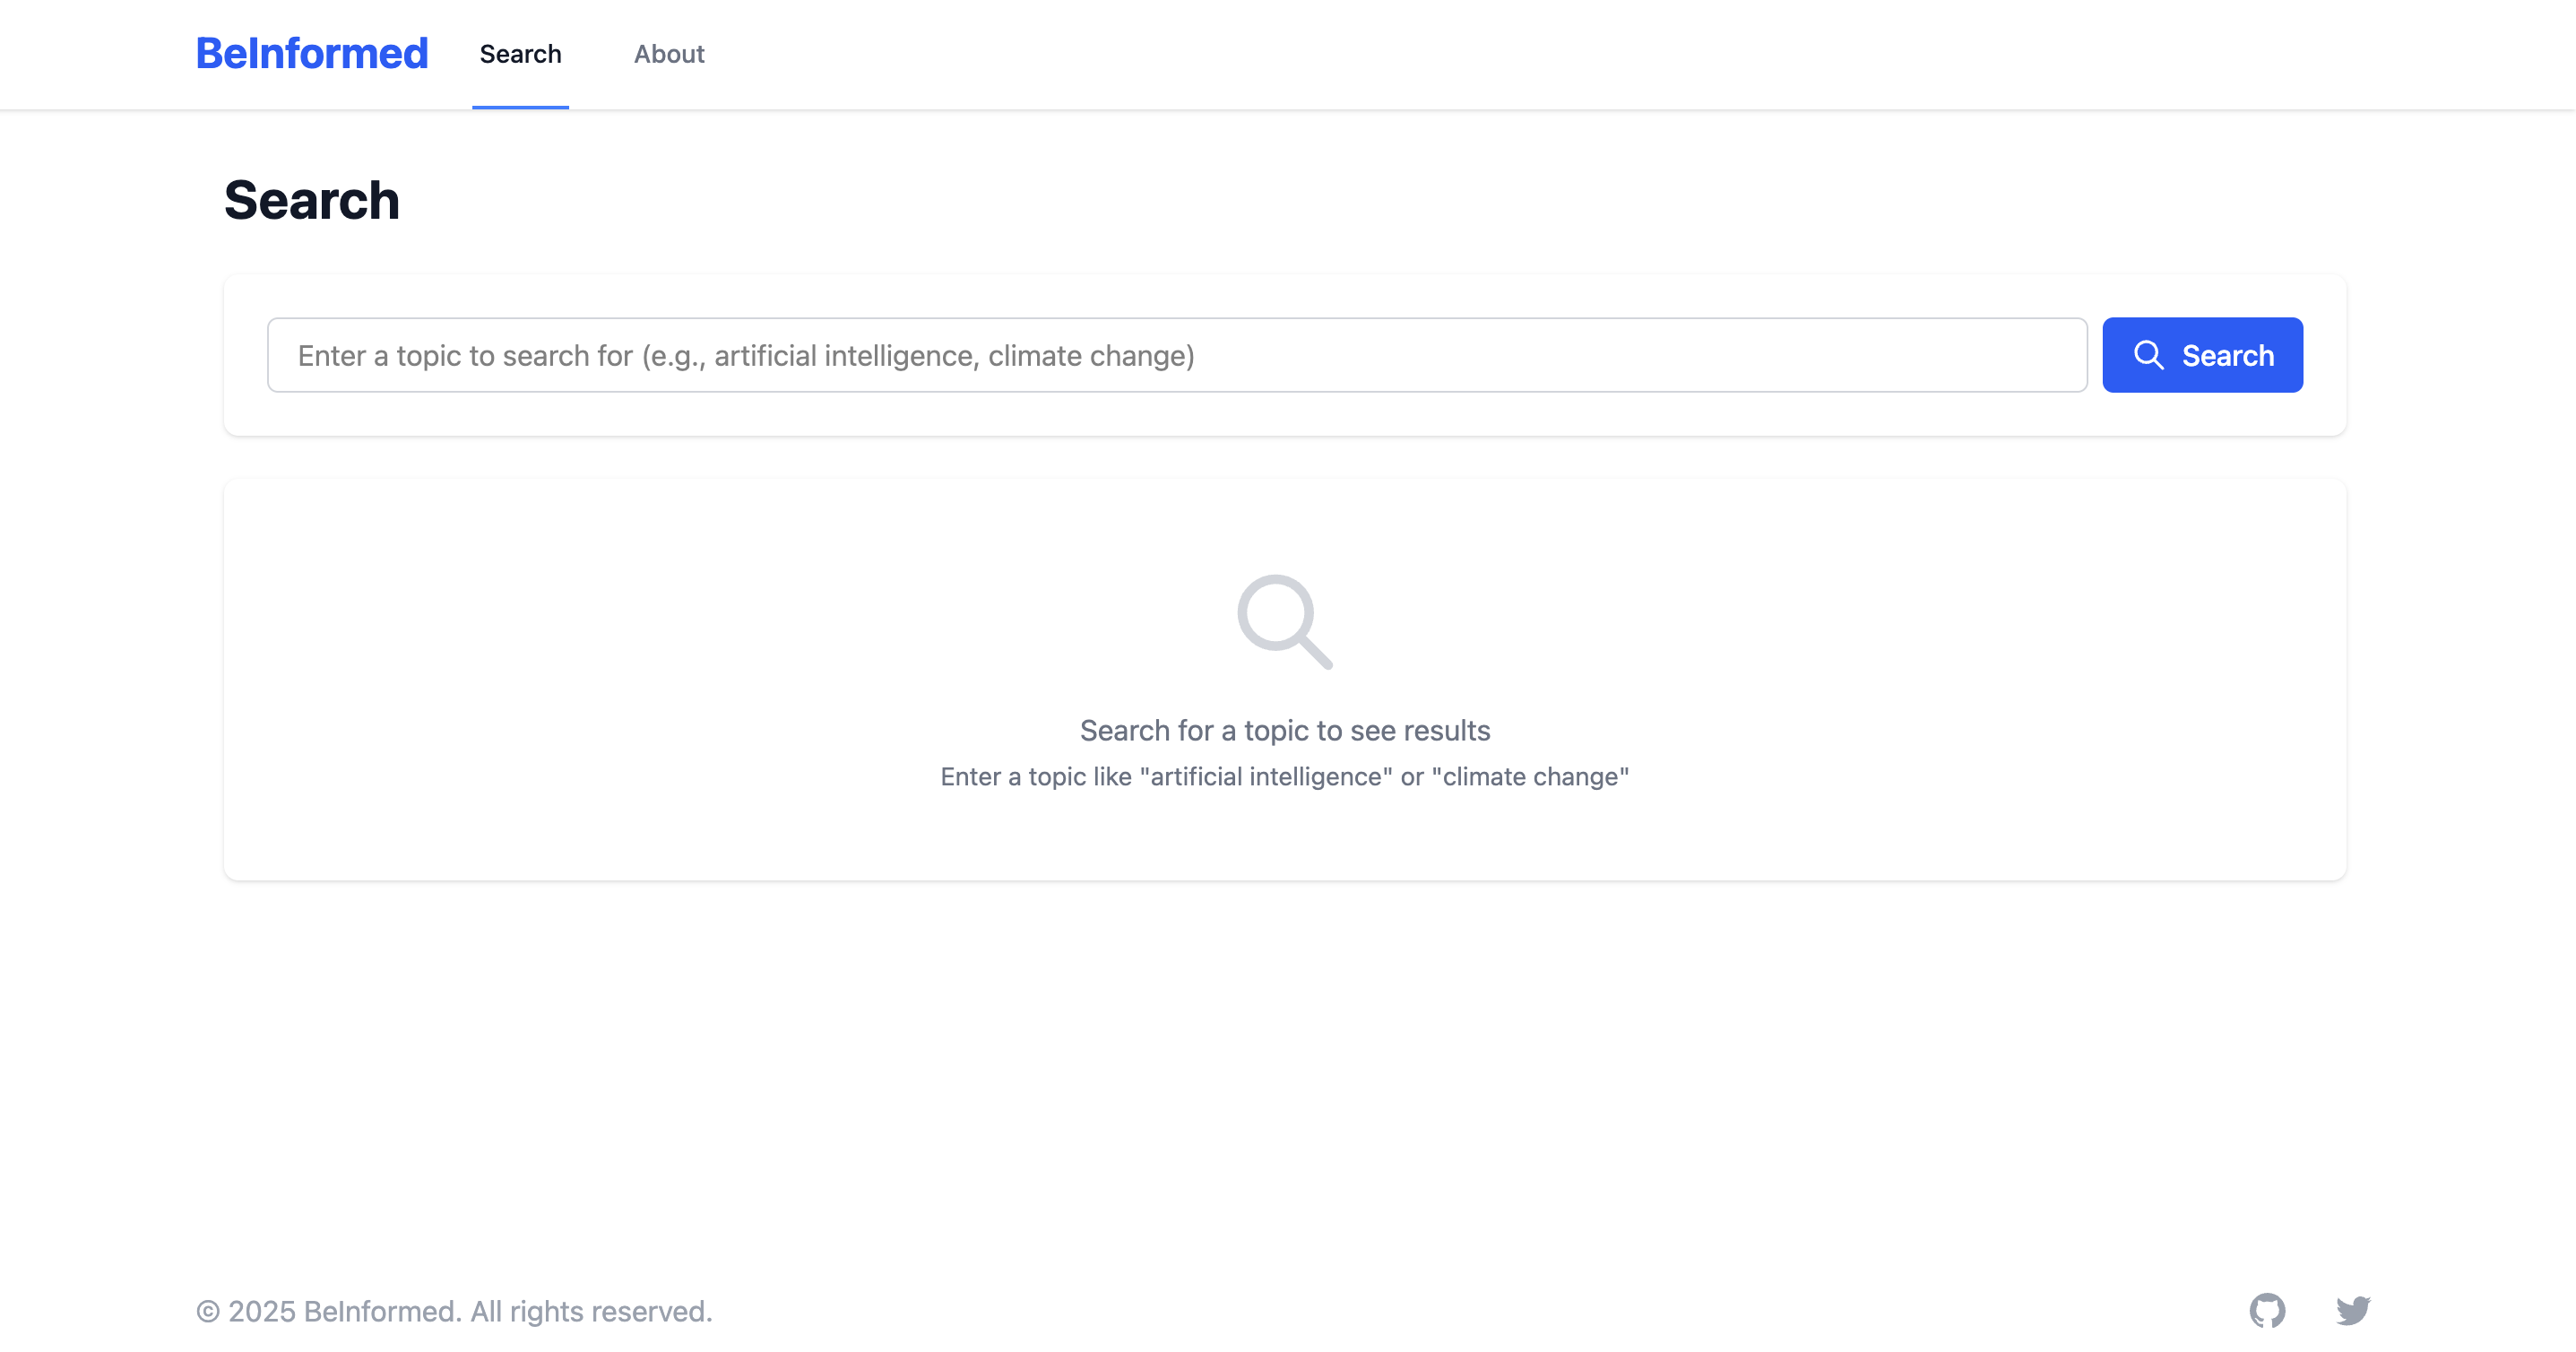 BeInformed
Search
About
Search
Enter a topic to search for (e.g., artificial intelligence, climate change)
Search
Search for a topic to see results
Enter a topic like "artificial intelligence" or "climate change"
© 2025 BeInformed. All rights reserved.